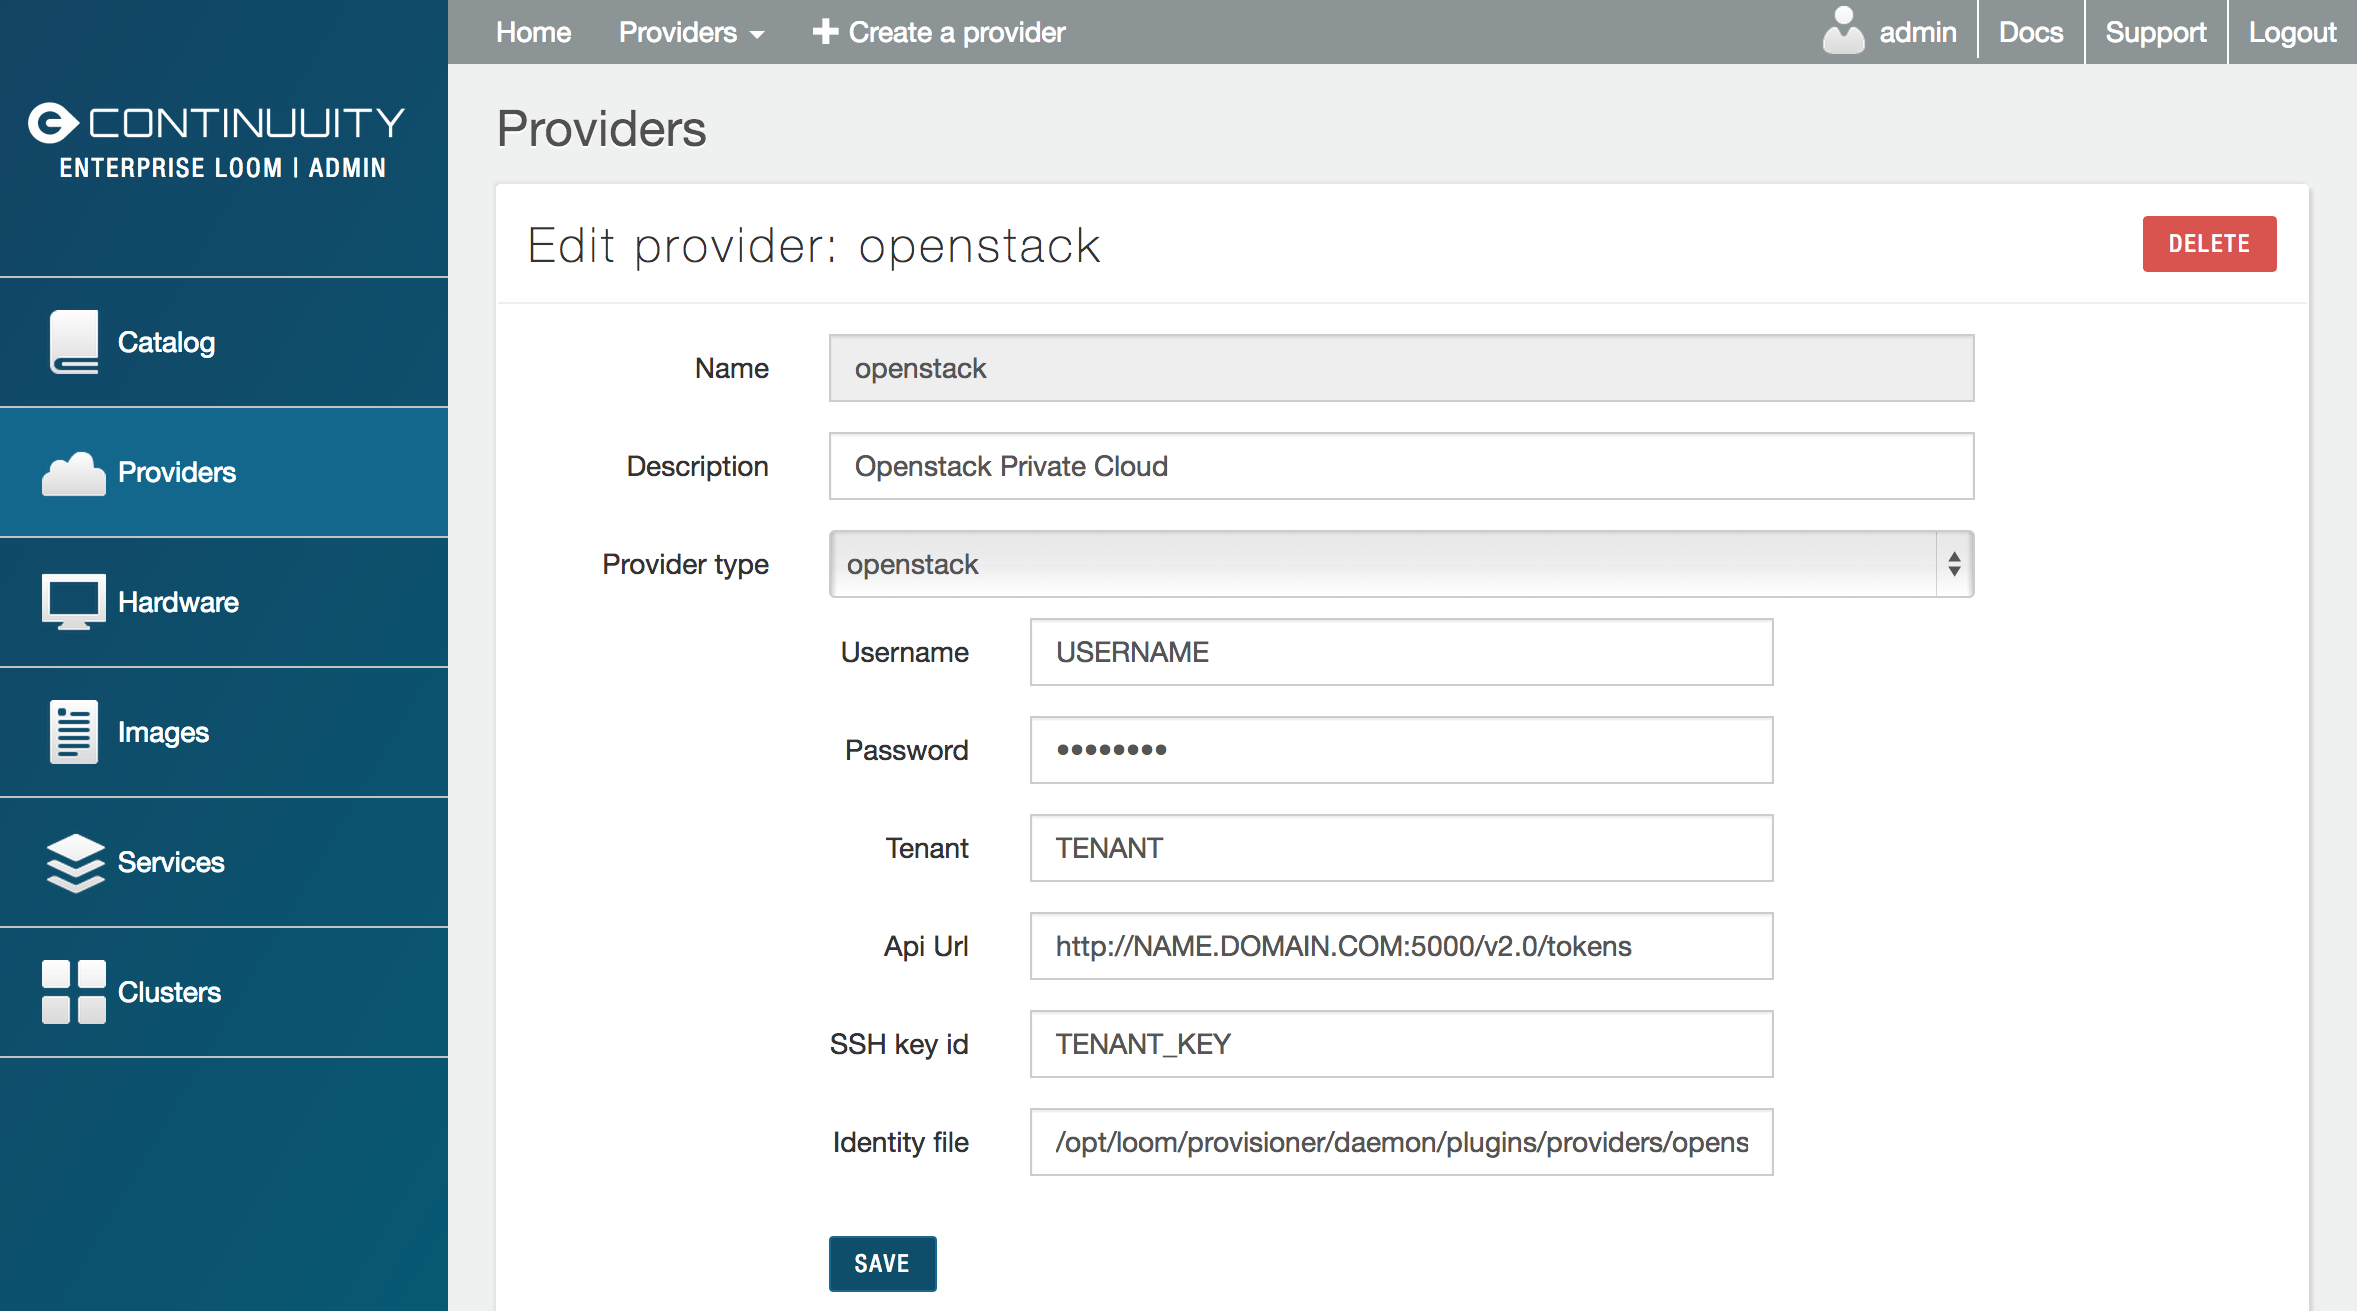 Home Providers Create a provider admin Docs Support Logout
CONTINUUITY
ENTERPRISE LOOM | ADMIN
Catalog
Providers
Hardware
Images
Services
Clusters
Providers
Edit provider: openstack DELETE
Name openstack
Description Openstack Private Cloud
Provider type openstack
Username USERNAME
Password ••••••••
Tenant TENANT
Api Url http://NAME.DOMAIN.COM:5000/v2.0/tokens
SSH key id TENANT_KEY
Identity file /opt/loom/provisioner/daemon/plugins/providers/opens
SAVE